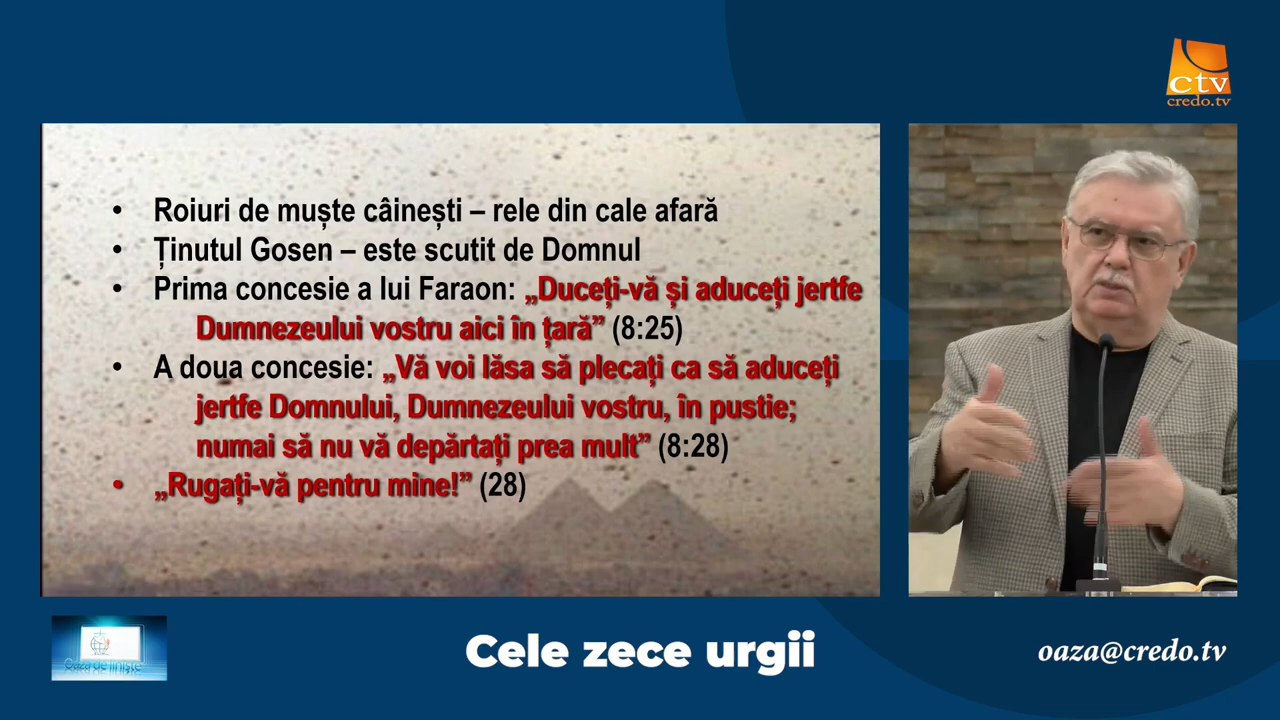 ctv
credo.tv
• Roiuri de muște câinești – rele din cale afară
• Ținutul Gosen – este scutit de Domnul
• Prima concesie a lui Faraon: „Duceți-vă și aduceți jertfe
Dumnezeului vostru aici în țară” (8:25)
• A doua concesie: „Vă voi lăsa să plecați ca să aduceți
jertfe Domnului, Dumnezeului vostru, în pustie;
numai să nu vă depărtați prea mult” (8:28)
• „Rugați-vă pentru mine!” (28)
Oaza de liniște
Cele zece urgii
oaza@credo.tv